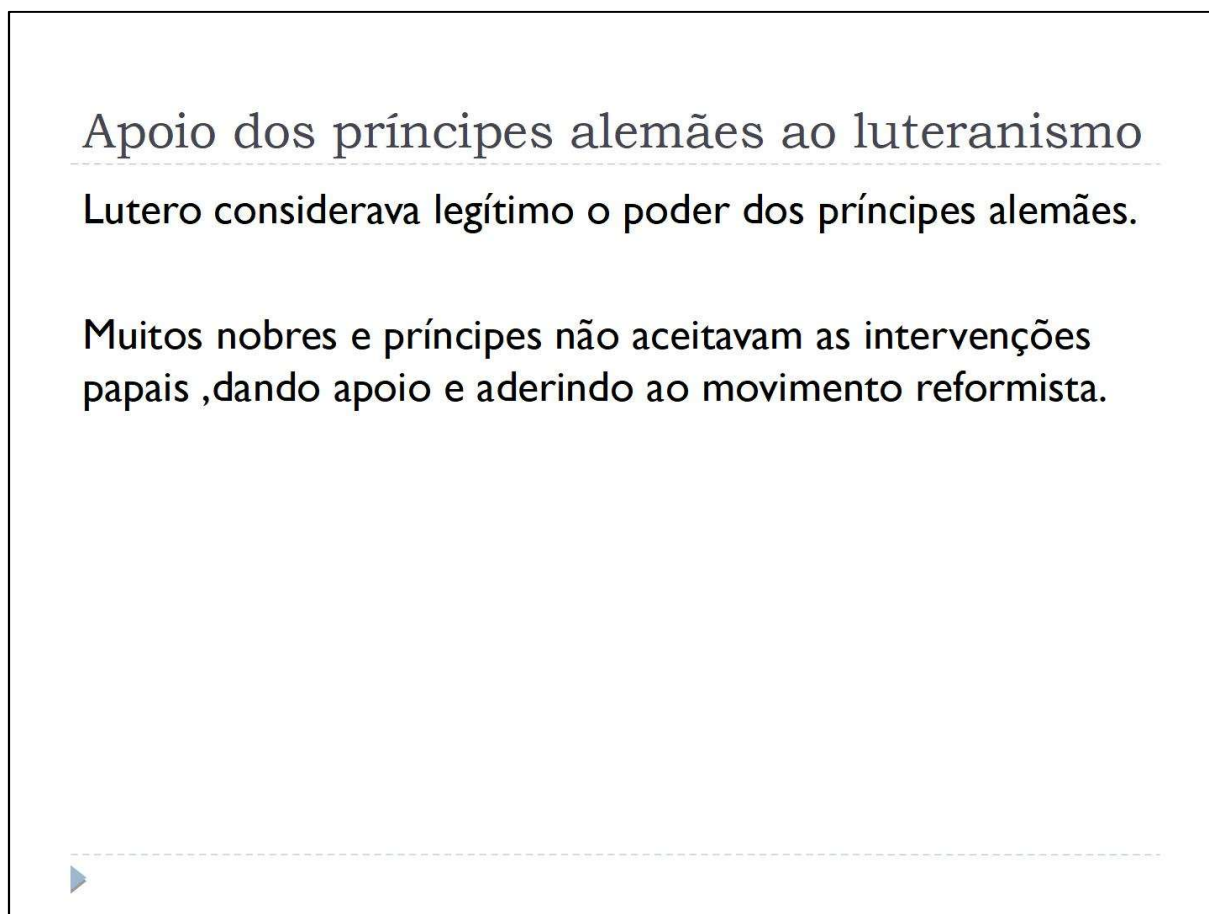 Apoio dos príncipes alemães ao luteranismo
Lutero considerava legítimo o poder dos príncipes alemães.
Muitos nobres e príncipes não aceitavam as intervenções
papais ,dando apoio e aderindo ao movimento reformista.